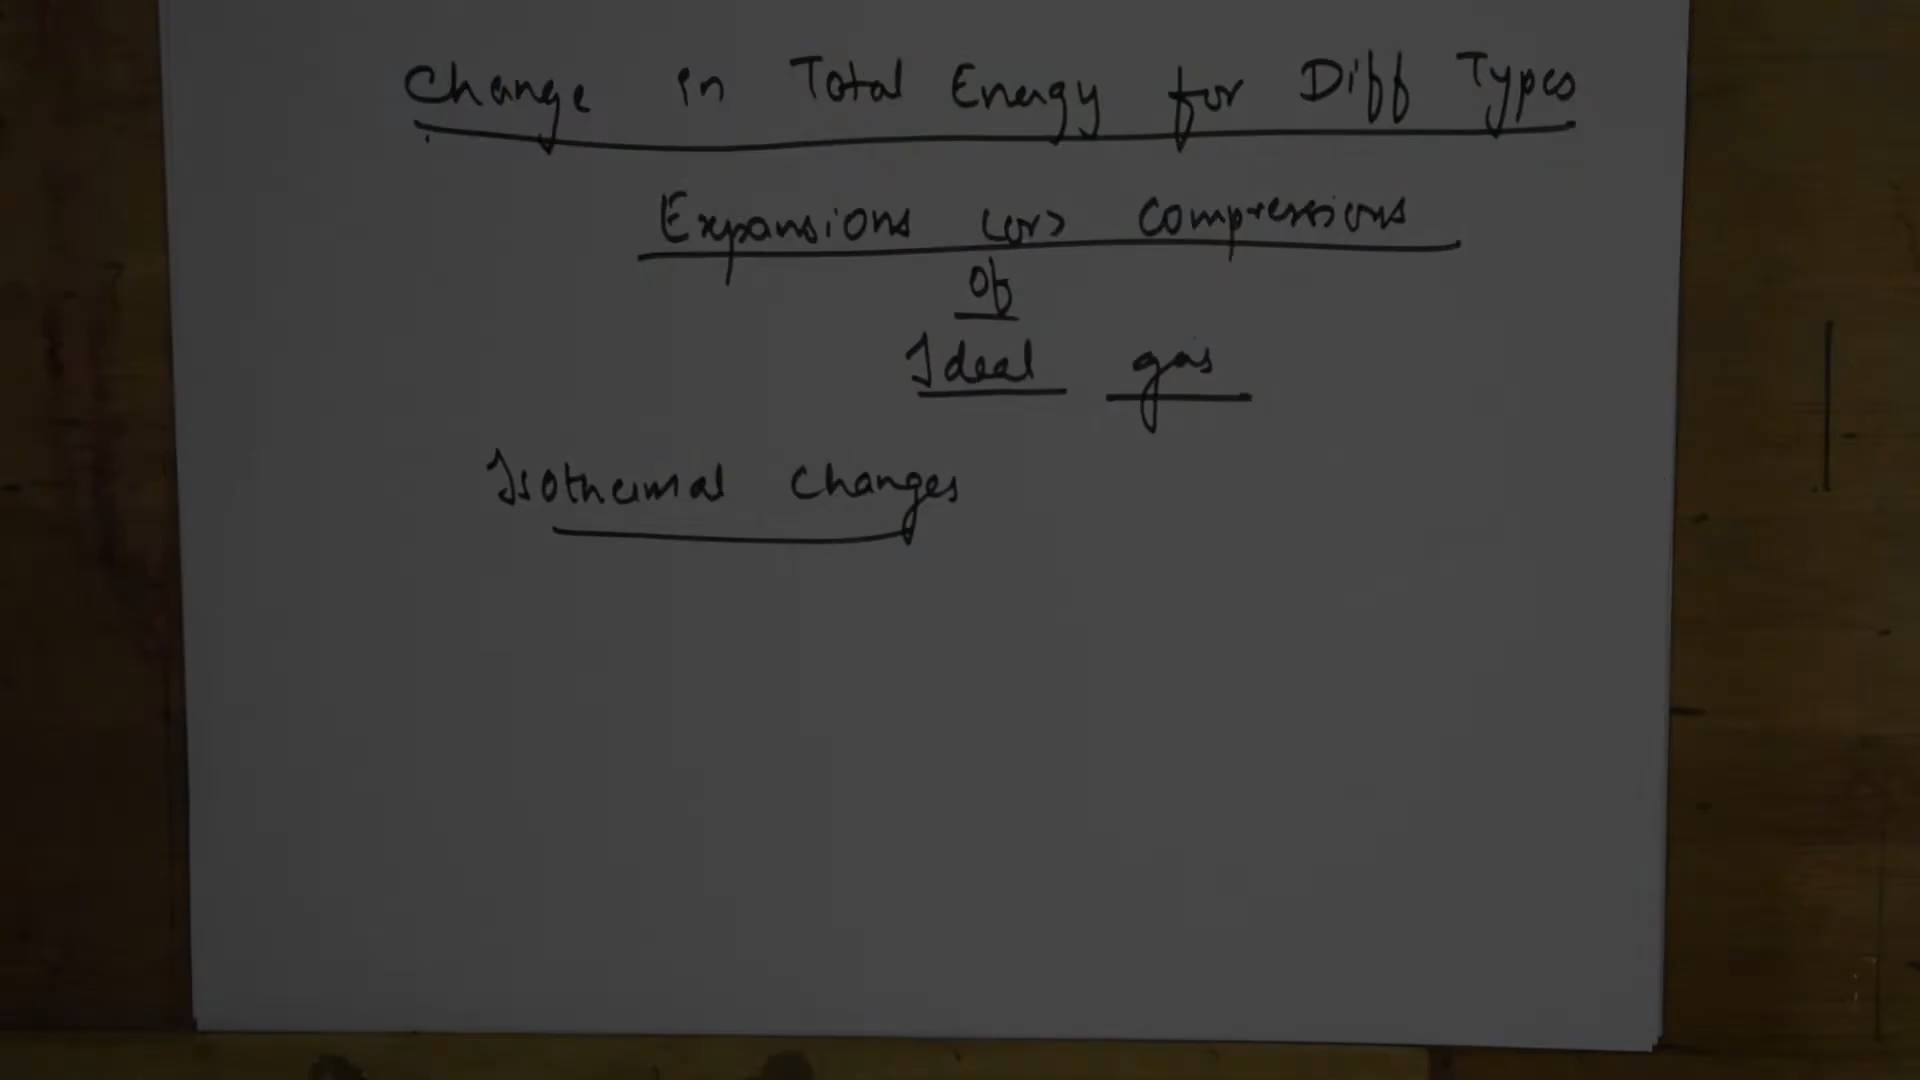 Change in Total Energy for Diff Types
Expansions (or) Compressions
of
Ideal gas
Isothermal Changes